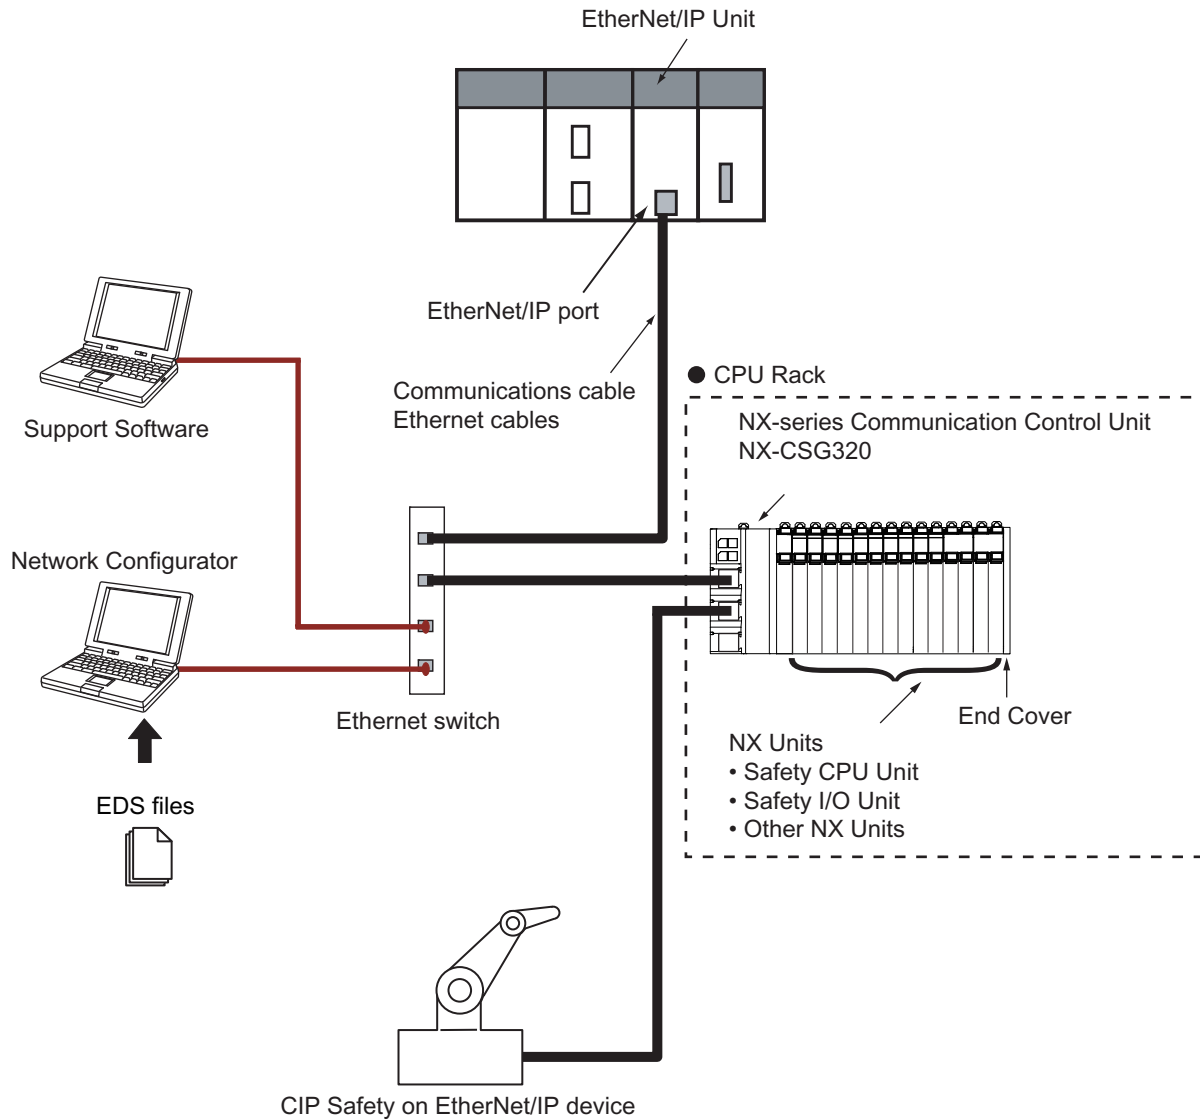 EtherNet/IP Unit
EtherNet/IP port
Communications cable
Ethernet cables
Support Software
● CPU Rack
NX-series Communication Control Unit
NX-CSG320
Network Configurator
Ethernet switch
End Cover
NX Units
• Safety CPU Unit
• Safety I/O Unit
• Other NX Units
EDS files
CIP Safety on EtherNet/IP device